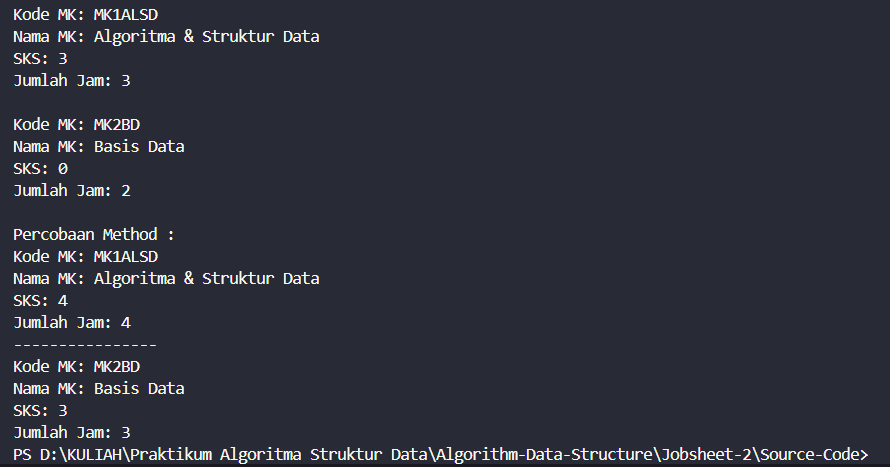 Kode MK: MK1ALSD
Nama MK: Algoritma & Struktur Data
SKS: 3
Jumlah Jam: 3
Kode MK: MK2BD
Nama MK: Basis Data
SKS: 0
Jumlah Jam: 2
Percobaan Method :
Kode MK: MK1ALSD
Nama MK: Algoritma & Struktur Data
SKS: 4
Jumlah Jam: 4
----------------
Kode MK: MK2BD
Nama MK: Basis Data
SKS: 3
Jumlah Jam: 3
PS D:\KULIAH\Praktikum Algoritma Struktur Data\Algorithm-Data-Structure\Jobsheet-2\Source-Code>